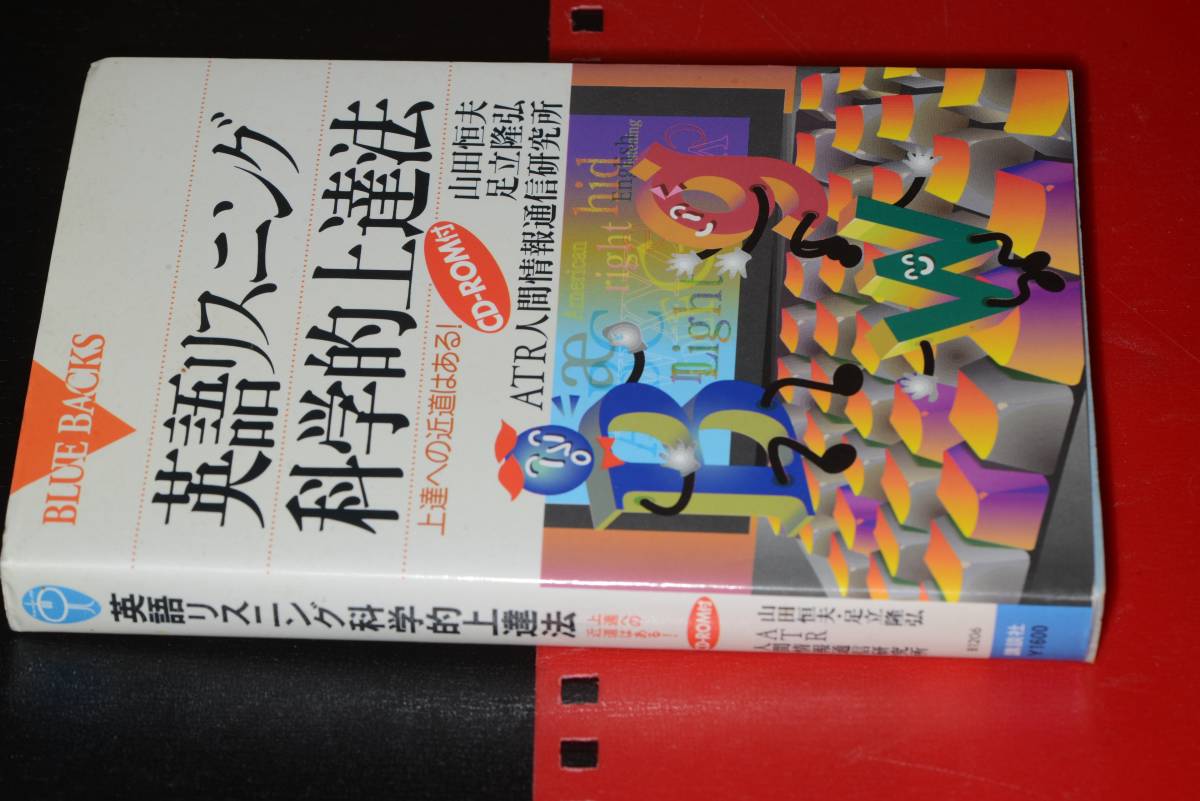 BLUE BACKS
英語リスニング
科学的上達法
上達への近道はある!
CD-ROM付
山田恒夫
足立隆弘
ATR人間情報通信研究所
æ
American
right hid
might
英語リスニング科学的上達法
上達への
近道はある!
CD-ROM付
山田恒夫・足立隆弘
ATR
人間情報通信研究所
B1206
講談社
¥1600